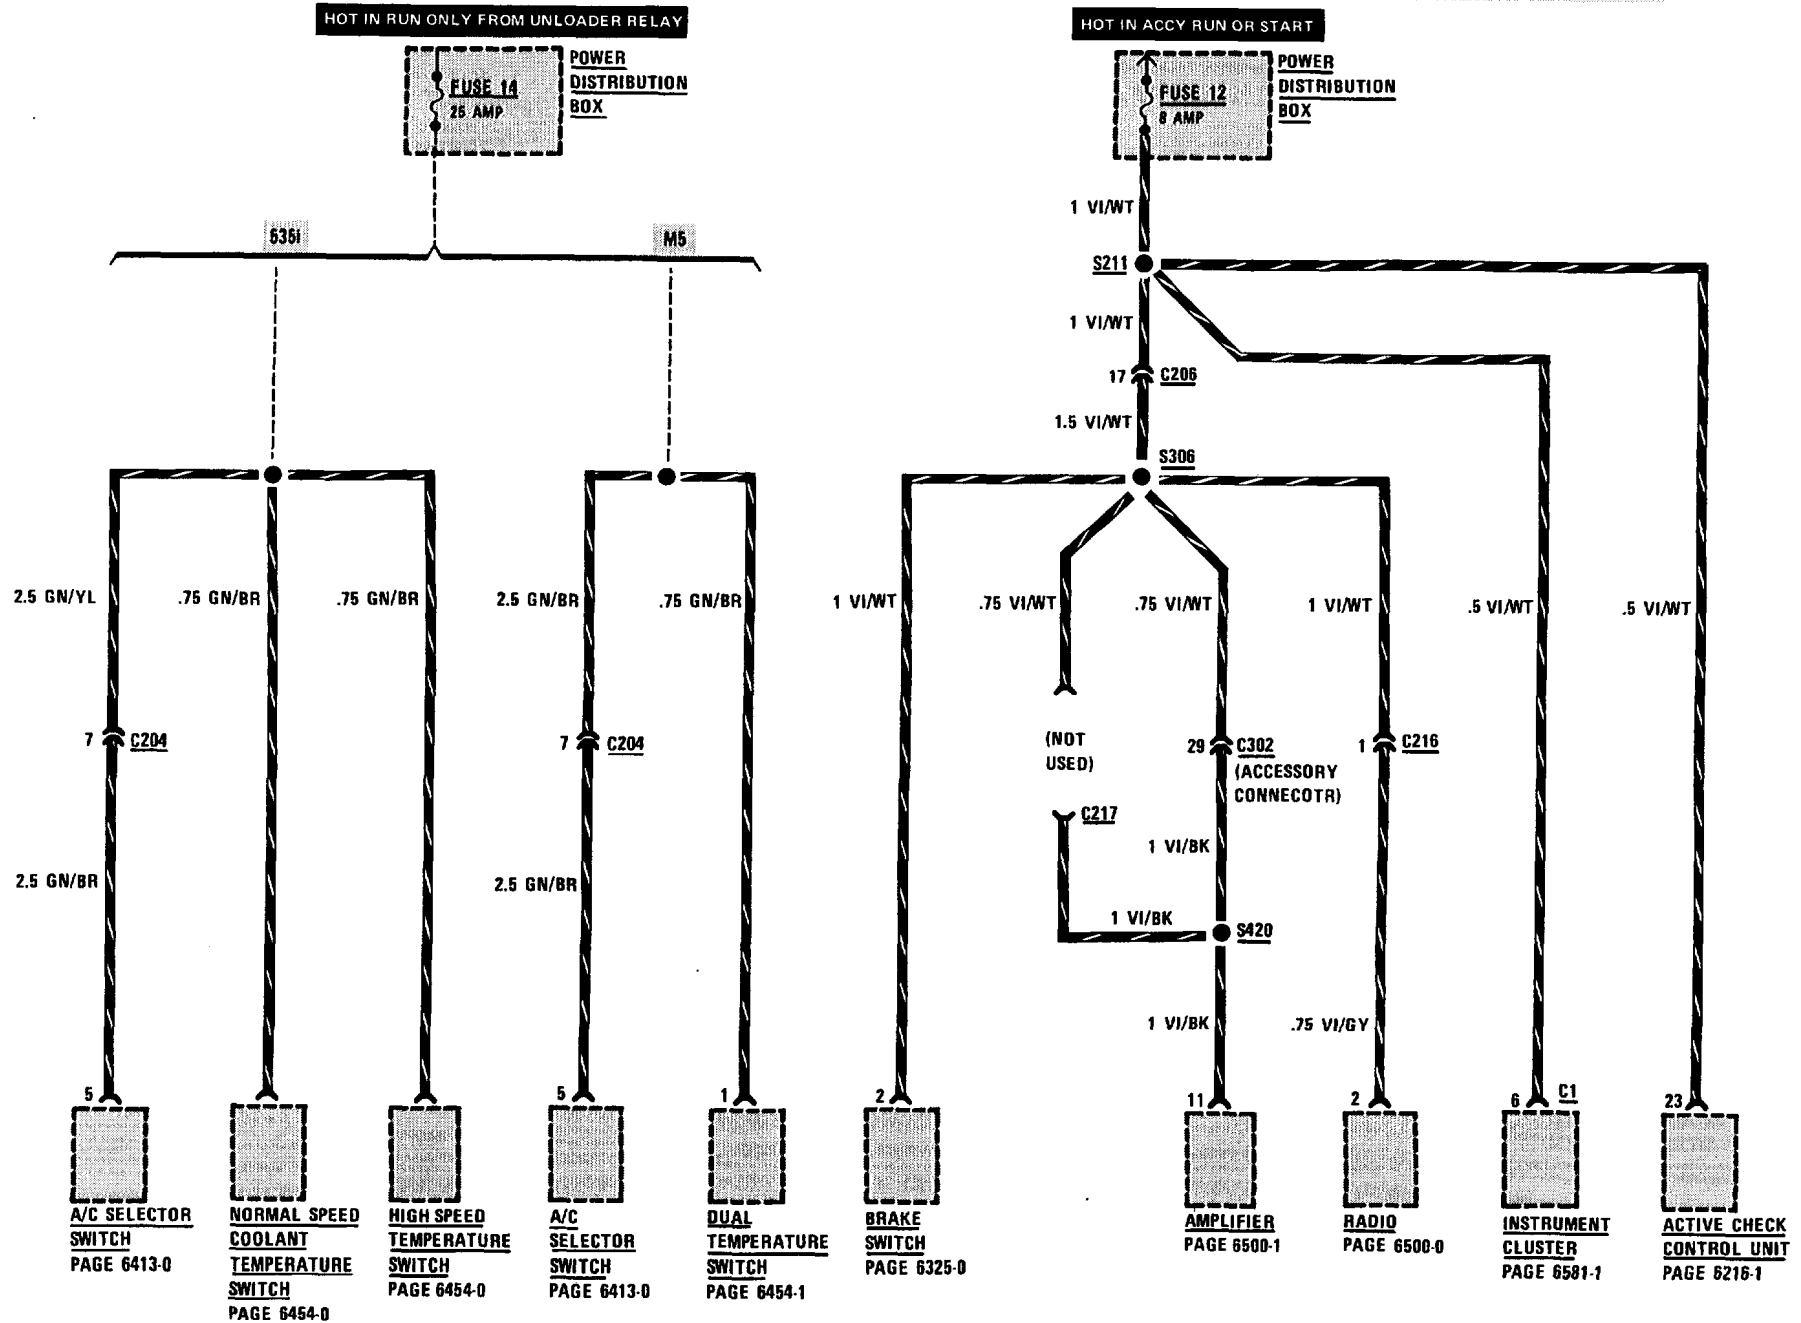 HOT IN RUN ONLY FROM UNLOADER RELAY
FUSE 14
25 AMP
POWER
DISTRIBUTION
BOX
HOT IN ACCY RUN OR START
FUSE 12
8 AMP
POWER
DISTRIBUTION
BOX
535i
M5
1 VI/WT
S211
1 VI/WT
17
C206
1.5 VI/WT
S306
2.5 GN/YL
.75 GN/BR
.75 GN/BR
2.5 GN/BR
.75 GN/BR
1 VI/WT
.75 VI/WT
.75 VI/WT
1 VI/WT
.5 VI/WT
.5 VI/WT
7
C204
7
C204
(NOT
USED)
29
C302
(ACCESSORY
CONNECOTR)
1
C216
C217
1 VI/BK
2.5 GN/BR
2.5 GN/BR
1 VI/BK
S420
1 VI/BK
.75 VI/GY
5
5
1
2
11
2
6
C1
23
A/C SELECTOR
SWITCH
PAGE 6413-0
NORMAL SPEED
COOLANT
TEMPERATURE
SWITCH
PAGE 6454-0
HIGH SPEED
TEMPERATURE
SWITCH
PAGE 6454-0
A/C
SELECTOR
SWITCH
PAGE 6413-0
DUAL
TEMPERATURE
SWITCH
PAGE 6454-1
BRAKE
SWITCH
PAGE 6325-0
AMPLIFIER
PAGE 6500-1
RADIO
PAGE 6500-0
INSTRUMENT
CLUSTER
PAGE 6581-1
ACTIVE CHECK
CONTROL UNIT
PAGE 6216-1